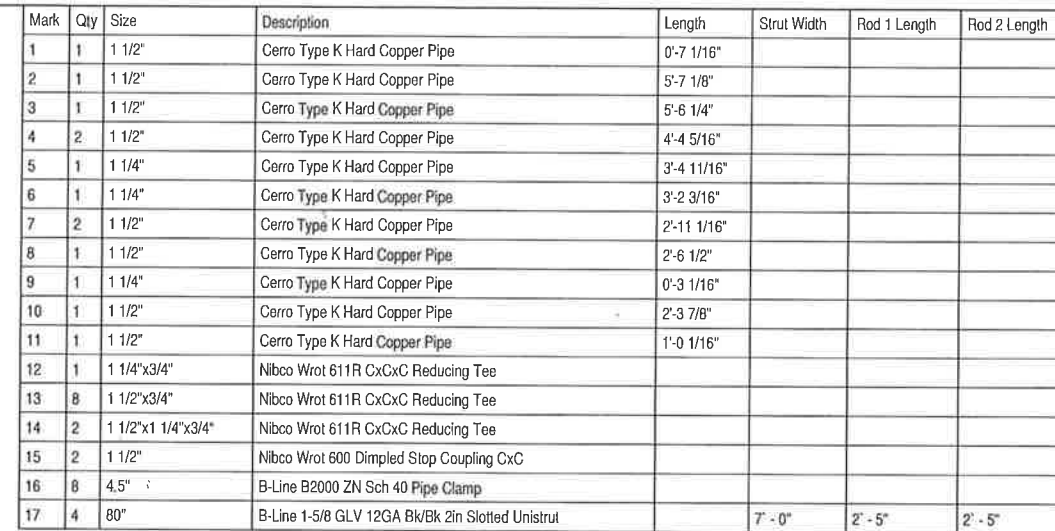 Mark Qty Size Description Length Strut Width Rod 1 Length Rod 2 Length
1 1 1 1/2" Cerro Type K Hard Copper Pipe 0'-7 1/16"
2 1 1 1/2" Cerro Type K Hard Copper Pipe 5'-7 1/8"
3 1 1 1/2" Cerro Type K Hard Copper Pipe 5'-6 1/4"
4 2 1 1/2" Cerro Type K Hard Copper Pipe 4'-4 5/16"
5 1 1 1/4" Cerro Type K Hard Copper Pipe 3'-4 11/16"
6 1 1 1/4" Cerro Type K Hard Copper Pipe 3'-2 3/16"
7 2 1 1/2" Cerro Type K Hard Copper Pipe 2'-11 1/16"
8 1 1 1/2" Cerro Type K Hard Copper Pipe 2'-6 1/2"
9 1 1 1/4" Cerro Type K Hard Copper Pipe 0'-3 1/16"
10 1 1 1/2" Cerro Type K Hard Copper Pipe 2'-3 7/8"
11 1 1 1/2" Cerro Type K Hard Copper Pipe 1'-0 1/16"
12 1 1 1/4"x3/4" Nibco Wrot 611R CxCxC Reducing Tee
13 8 1 1/2"x3/4" Nibco Wrot 611R CxCxC Reducing Tee
14 2 1 1/2"x1 1/4"x3/4" Nibco Wrot 611R CxCxC Reducing Tee
15 2 1 1/2" Nibco Wrot 600 Dimpled Stop Coupling CxC
16 8 4.5" B-Line B2000 ZN Sch 40 Pipe Clamp
17 4 80" B-Line 1-5/8 GLV 12GA Bk/Bk 2in Slotted Unistrut 7' - 0" 2' - 5" 2' - 5"